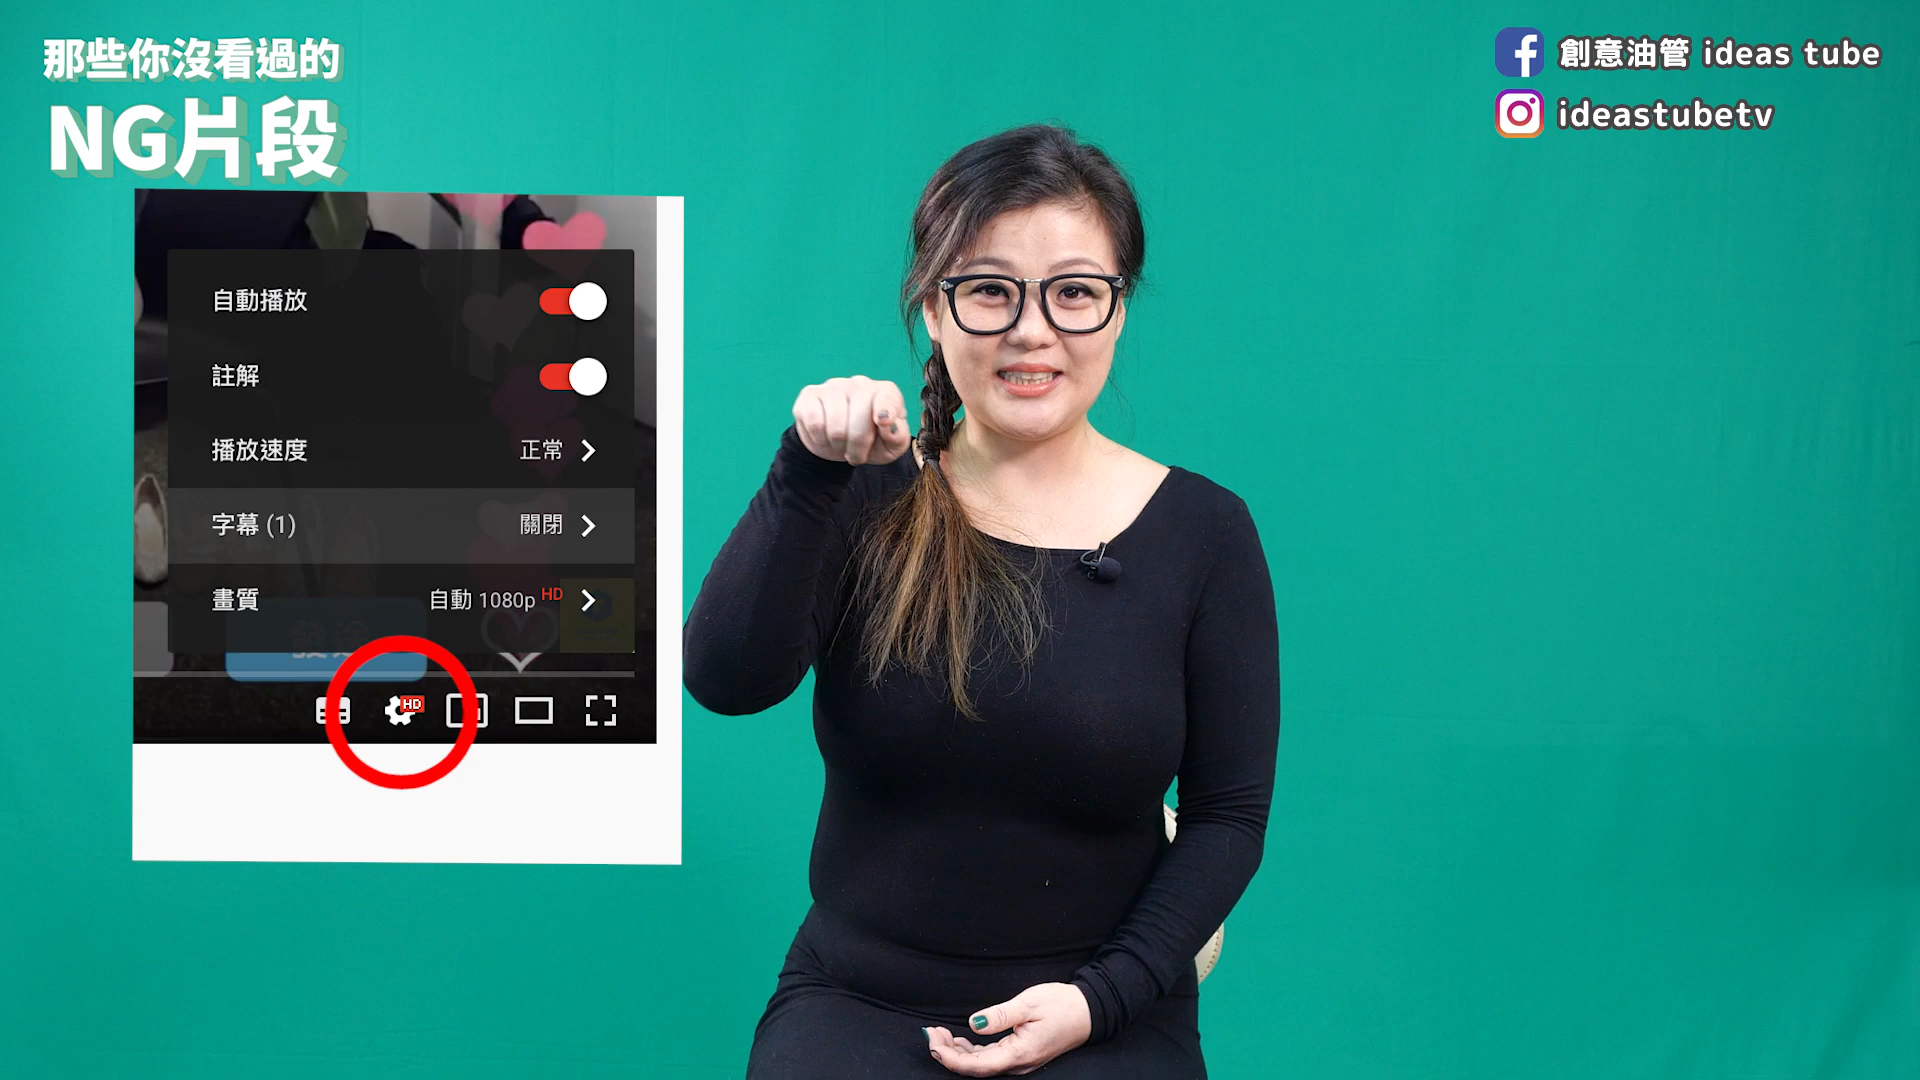 那些你沒看過的
NG片段
創意油管 ideas tube
ideastubetv
自動播放
註解
播放速度 正常
字幕 (1) 關閉
畫質 自動 1080p HD
發送
HD